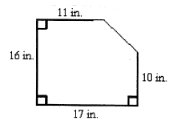 11 in.
16 in.
10 in.
17 in.